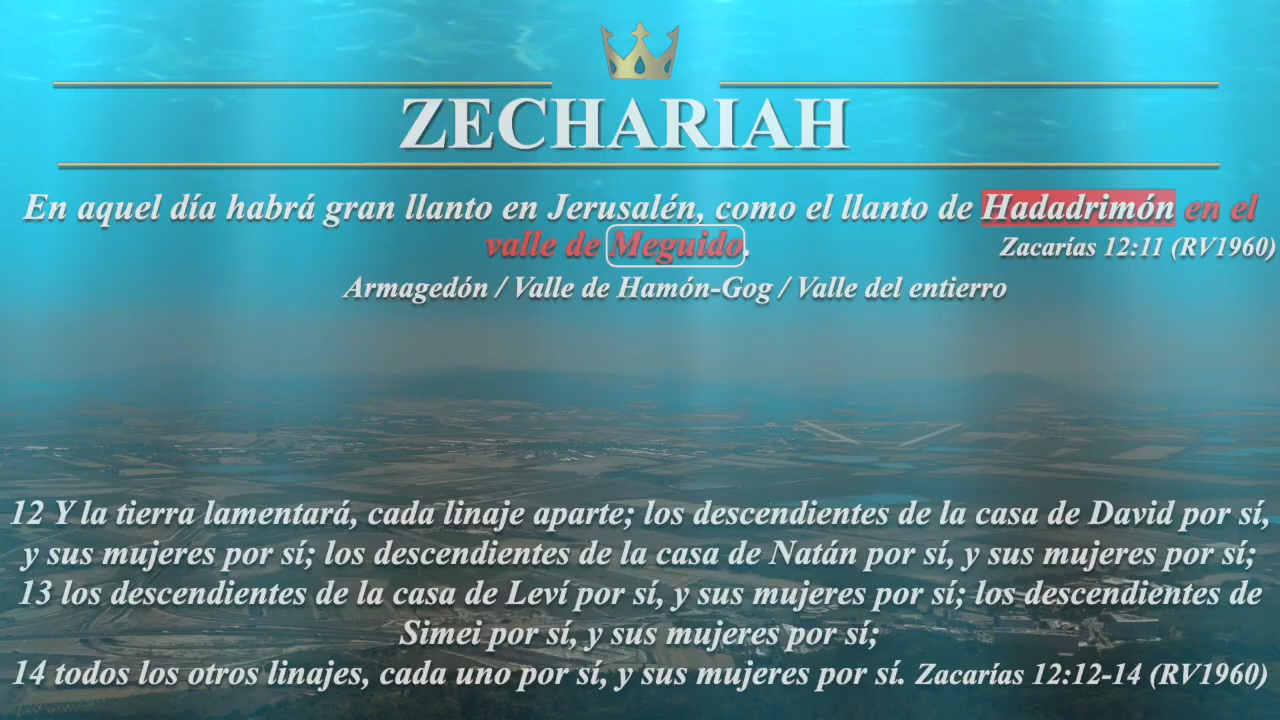 ZECHARIAH
En aquel día habrá gran llanto en Jerusalén, como el llanto de Hadadrimón en el
valle de Meguido. Zacarías 12:11 (RV1960)
Armagedón / Valle de Hamón-Gog / Valle del entierro
12 Y la tierra lamentará, cada linaje aparte; los descendientes de la casa de David por sí,
y sus mujeres por sí; los descendientes de la casa de Natán por sí, y sus mujeres por sí;
13 los descendientes de la casa de Leví por sí, y sus mujeres por sí; los descendientes de
Simei por sí, y sus mujeres por sí;
14 todos los otros linajes, cada uno por sí, y sus mujeres por sí. Zacarías 12:12-14 (RV1960)